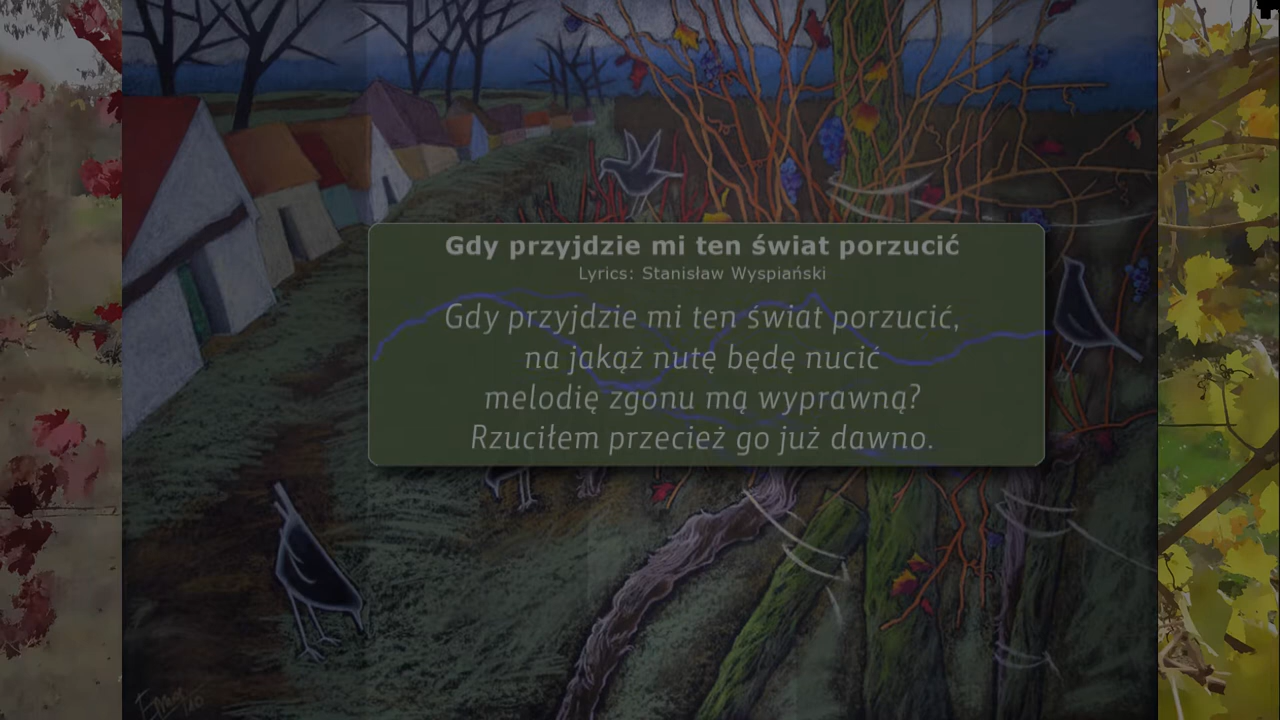 Gdy przyjdzie mi ten świat porzucić
Lyrics: Stanisław Wyspiański
Gdy przyjdzie mi ten świat porzucić,
na jakąż nutę będę nucić
melodię zgonu mą wyprawną?
Rzuciłem przecież go już dawno.